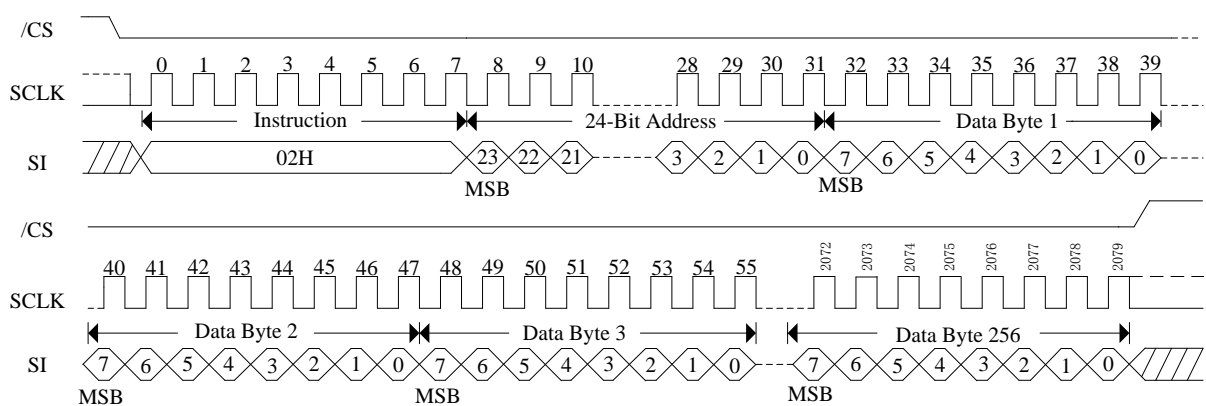 /CS
0 1 2 3 4 5 6 7 8 9 10 28 29 30 31 32 33 34 35 36 37 38 39
SCLK
Instruction 24-Bit Address Data Byte 1
SI 02H 23 22 21 3 2 1 0 7 6 5 4 3 2 1 0
MSB MSB
/CS
40 41 42 43 44 45 46 47 48 49 50 51 52 53 54 55 2072 2073 2074 2075 2076 2077 2078 2079
SCLK
Data Byte 2 Data Byte 3 Data Byte 256
SI 7 6 5 4 3 2 1 0 7 6 5 4 3 2 1 0 7 6 5 4 3 2 1 0
MSB MSB MSB